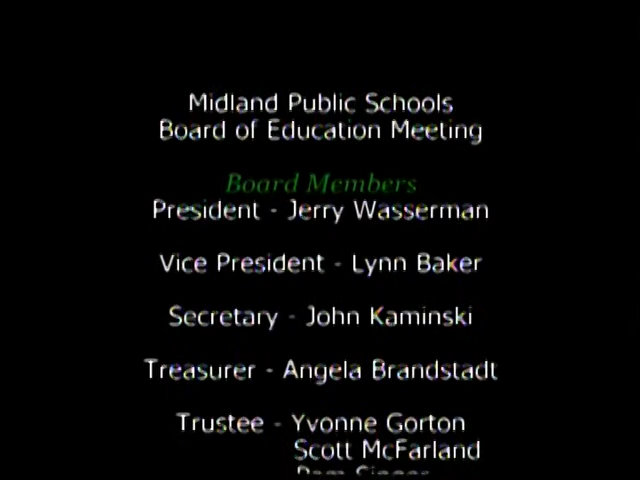 Midland Public Schools
Board of Education Meeting
Board Members
President - Jerry Wasserman
Vice President - Lynn Baker
Secretary - John Kaminski
Treasurer - Angela Brandstadt
Trustee - Yvonne Gorton
Scott McFarland